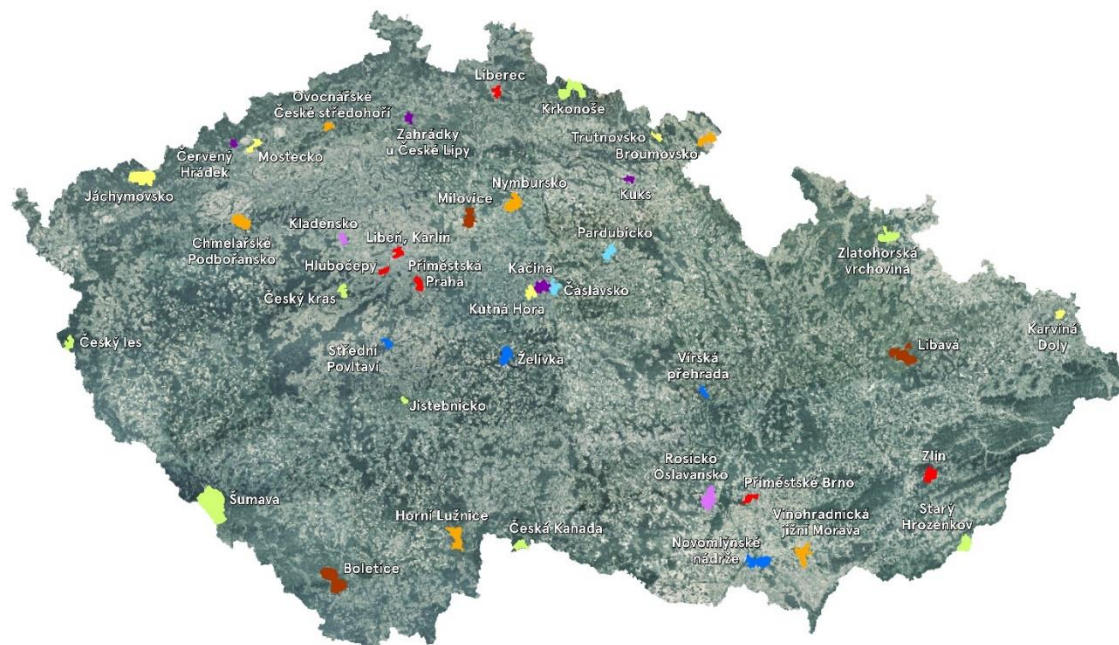 Liberec
Krkonoše
Ovocnářské
České středohoří
Zahrádky
u České Lípy
Trutnovsko
Broumovsko
Červený
Hrádek
Mostecko
Jáchymovsko
Kuks
Nymbursko
Milovice
Chmelařské
Podbořansko
Kladensko
Libeň, Karlín
Pardubicko
Zlatohorská
vrchovina
Hlubočepy
Příměstská
Praha
Kačina
Čáslavsko
Český kras
Kutná Hora
Karviná
Doly
Český les
Střední
Povltaví
Želivka
Vírská
přehrada
Libavá
Jistebnicko
Rosicko
Oslavansko
Zlín
Příměstské Brno
Šumava
Horní Lužnice
Česká Kanada
Vinohradnická
jižní Morava
Starý
Hrozenkov
Novomlýnské
nádrže
Boletice